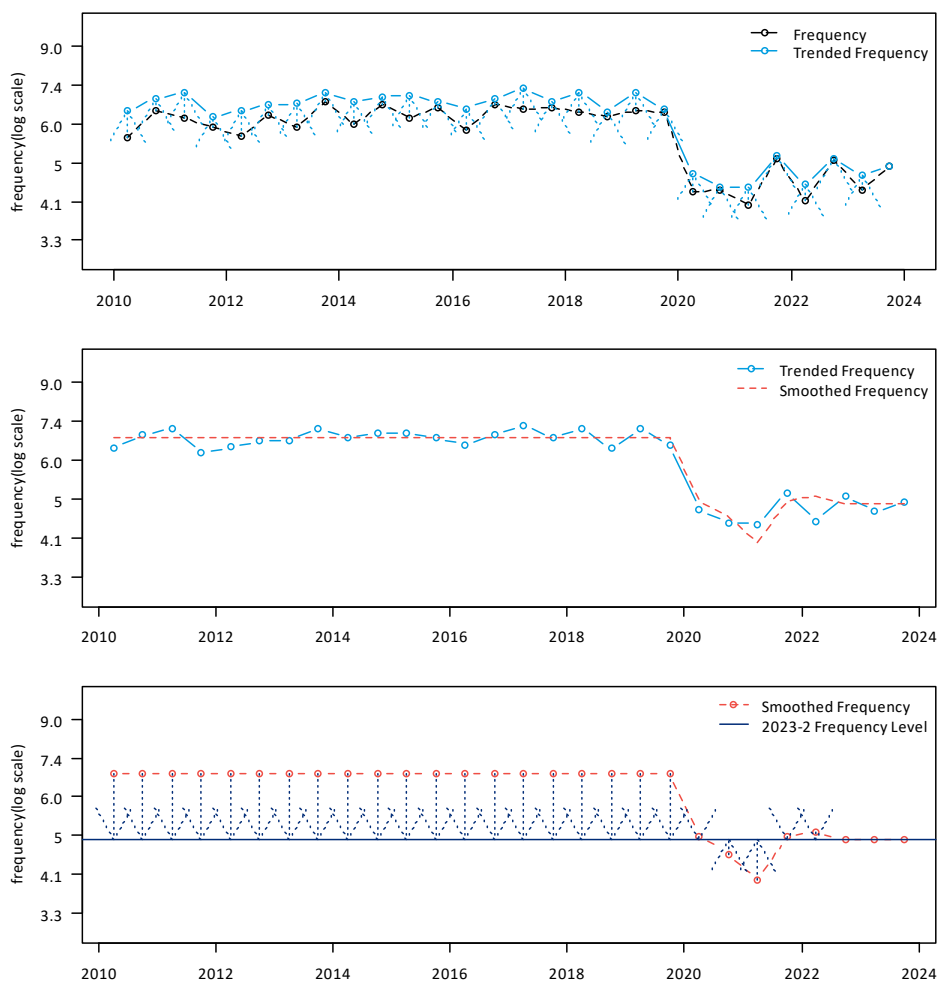 Frequency
Trended Frequency
frequency(log scale)
9.0
7.4
6.0
5
4.1
3.3
2010 2012 2014 2016 2018 2020 2022 2024
Trended Frequency
Smoothed Frequency
frequency(log scale)
9.0
7.4
6.0
5
4.1
3.3
2010 2012 2014 2016 2018 2020 2022 2024
Smoothed Frequency
2023-2 Frequency Level
frequency(log scale)
9.0
7.4
6.0
5
4.1
3.3
2010 2012 2014 2016 2018 2020 2022 2024